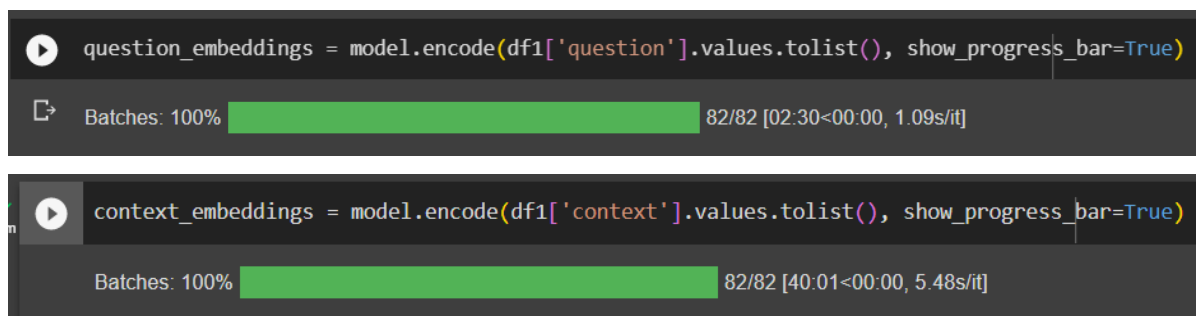 question_embeddings = model.encode(df1['question'].values.tolist(), show_progress_bar=True)
Batches: 100% 82/82 [02:30<00:00, 1.09s/it]
context_embeddings = model.encode(df1['context'].values.tolist(), show_progress_bar=True)
m
Batches: 100% 82/82 [40:01<00:00, 5.48s/it]